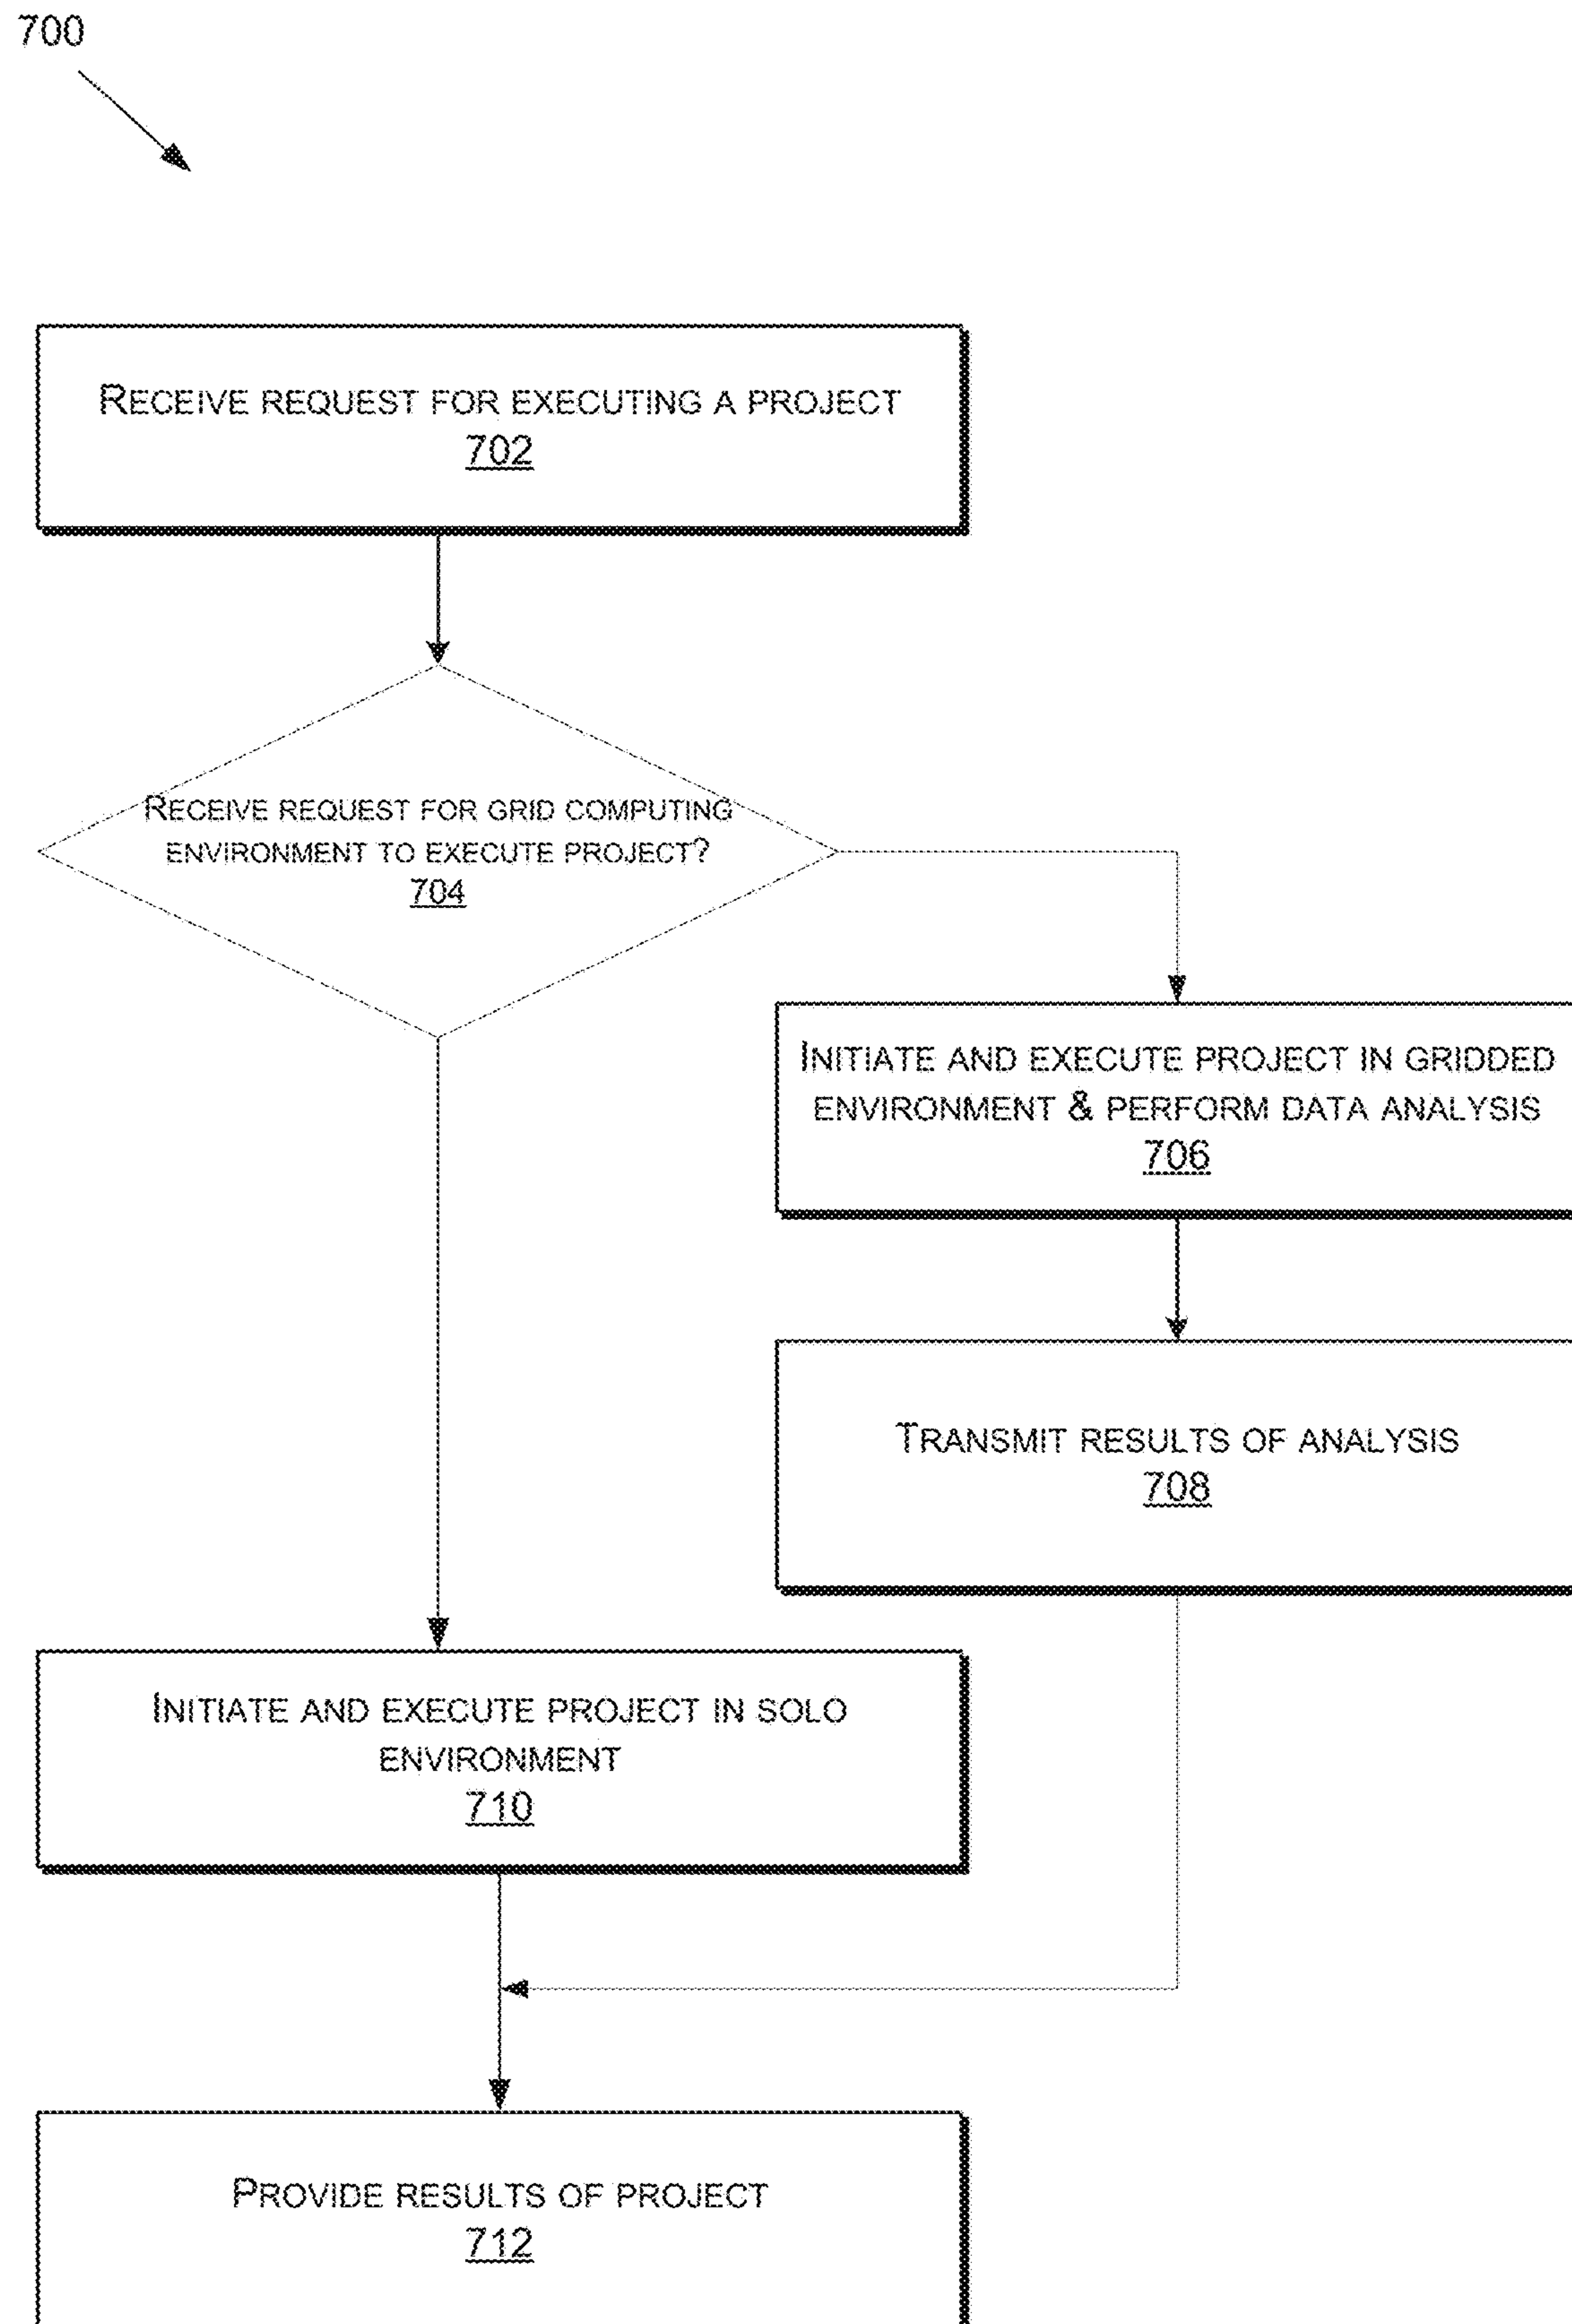 700
RECEIVE REQUEST FOR EXECUTING A PROJECT
702
RECEIVE REQUEST FOR GRID COMPUTING
ENVIRONMENT TO EXECUTE PROJECT?
704
INITIATE AND EXECUTE PROJECT IN GRIDDED
ENVIRONMENT & PERFORM DATA ANALYSIS
706
TRANSMIT RESULTS OF ANALYSIS
708
INITIATE AND EXECUTE PROJECT IN SOLO
ENVIRONMENT
710
PROVIDE RESULTS OF PROJECT
712